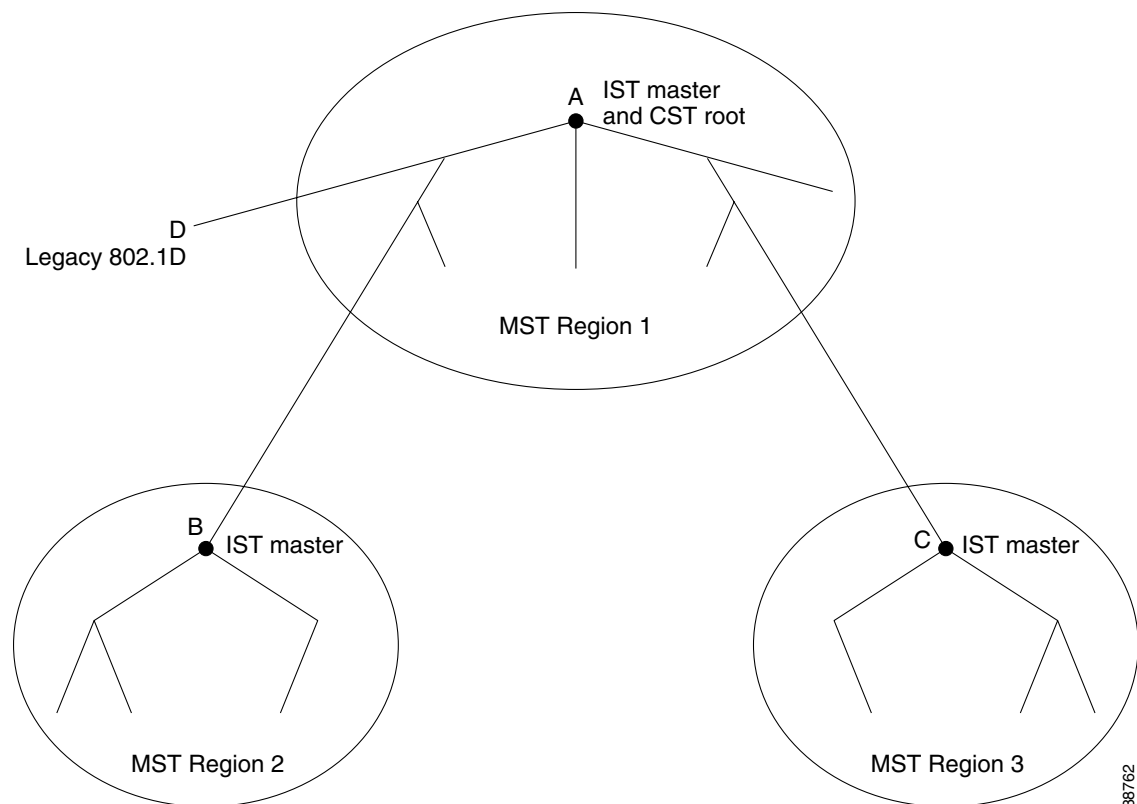 A
IST master
and CST root
D
Legacy 802.1D
MST Region 1
B
IST master
C
IST master
MST Region 2
MST Region 3